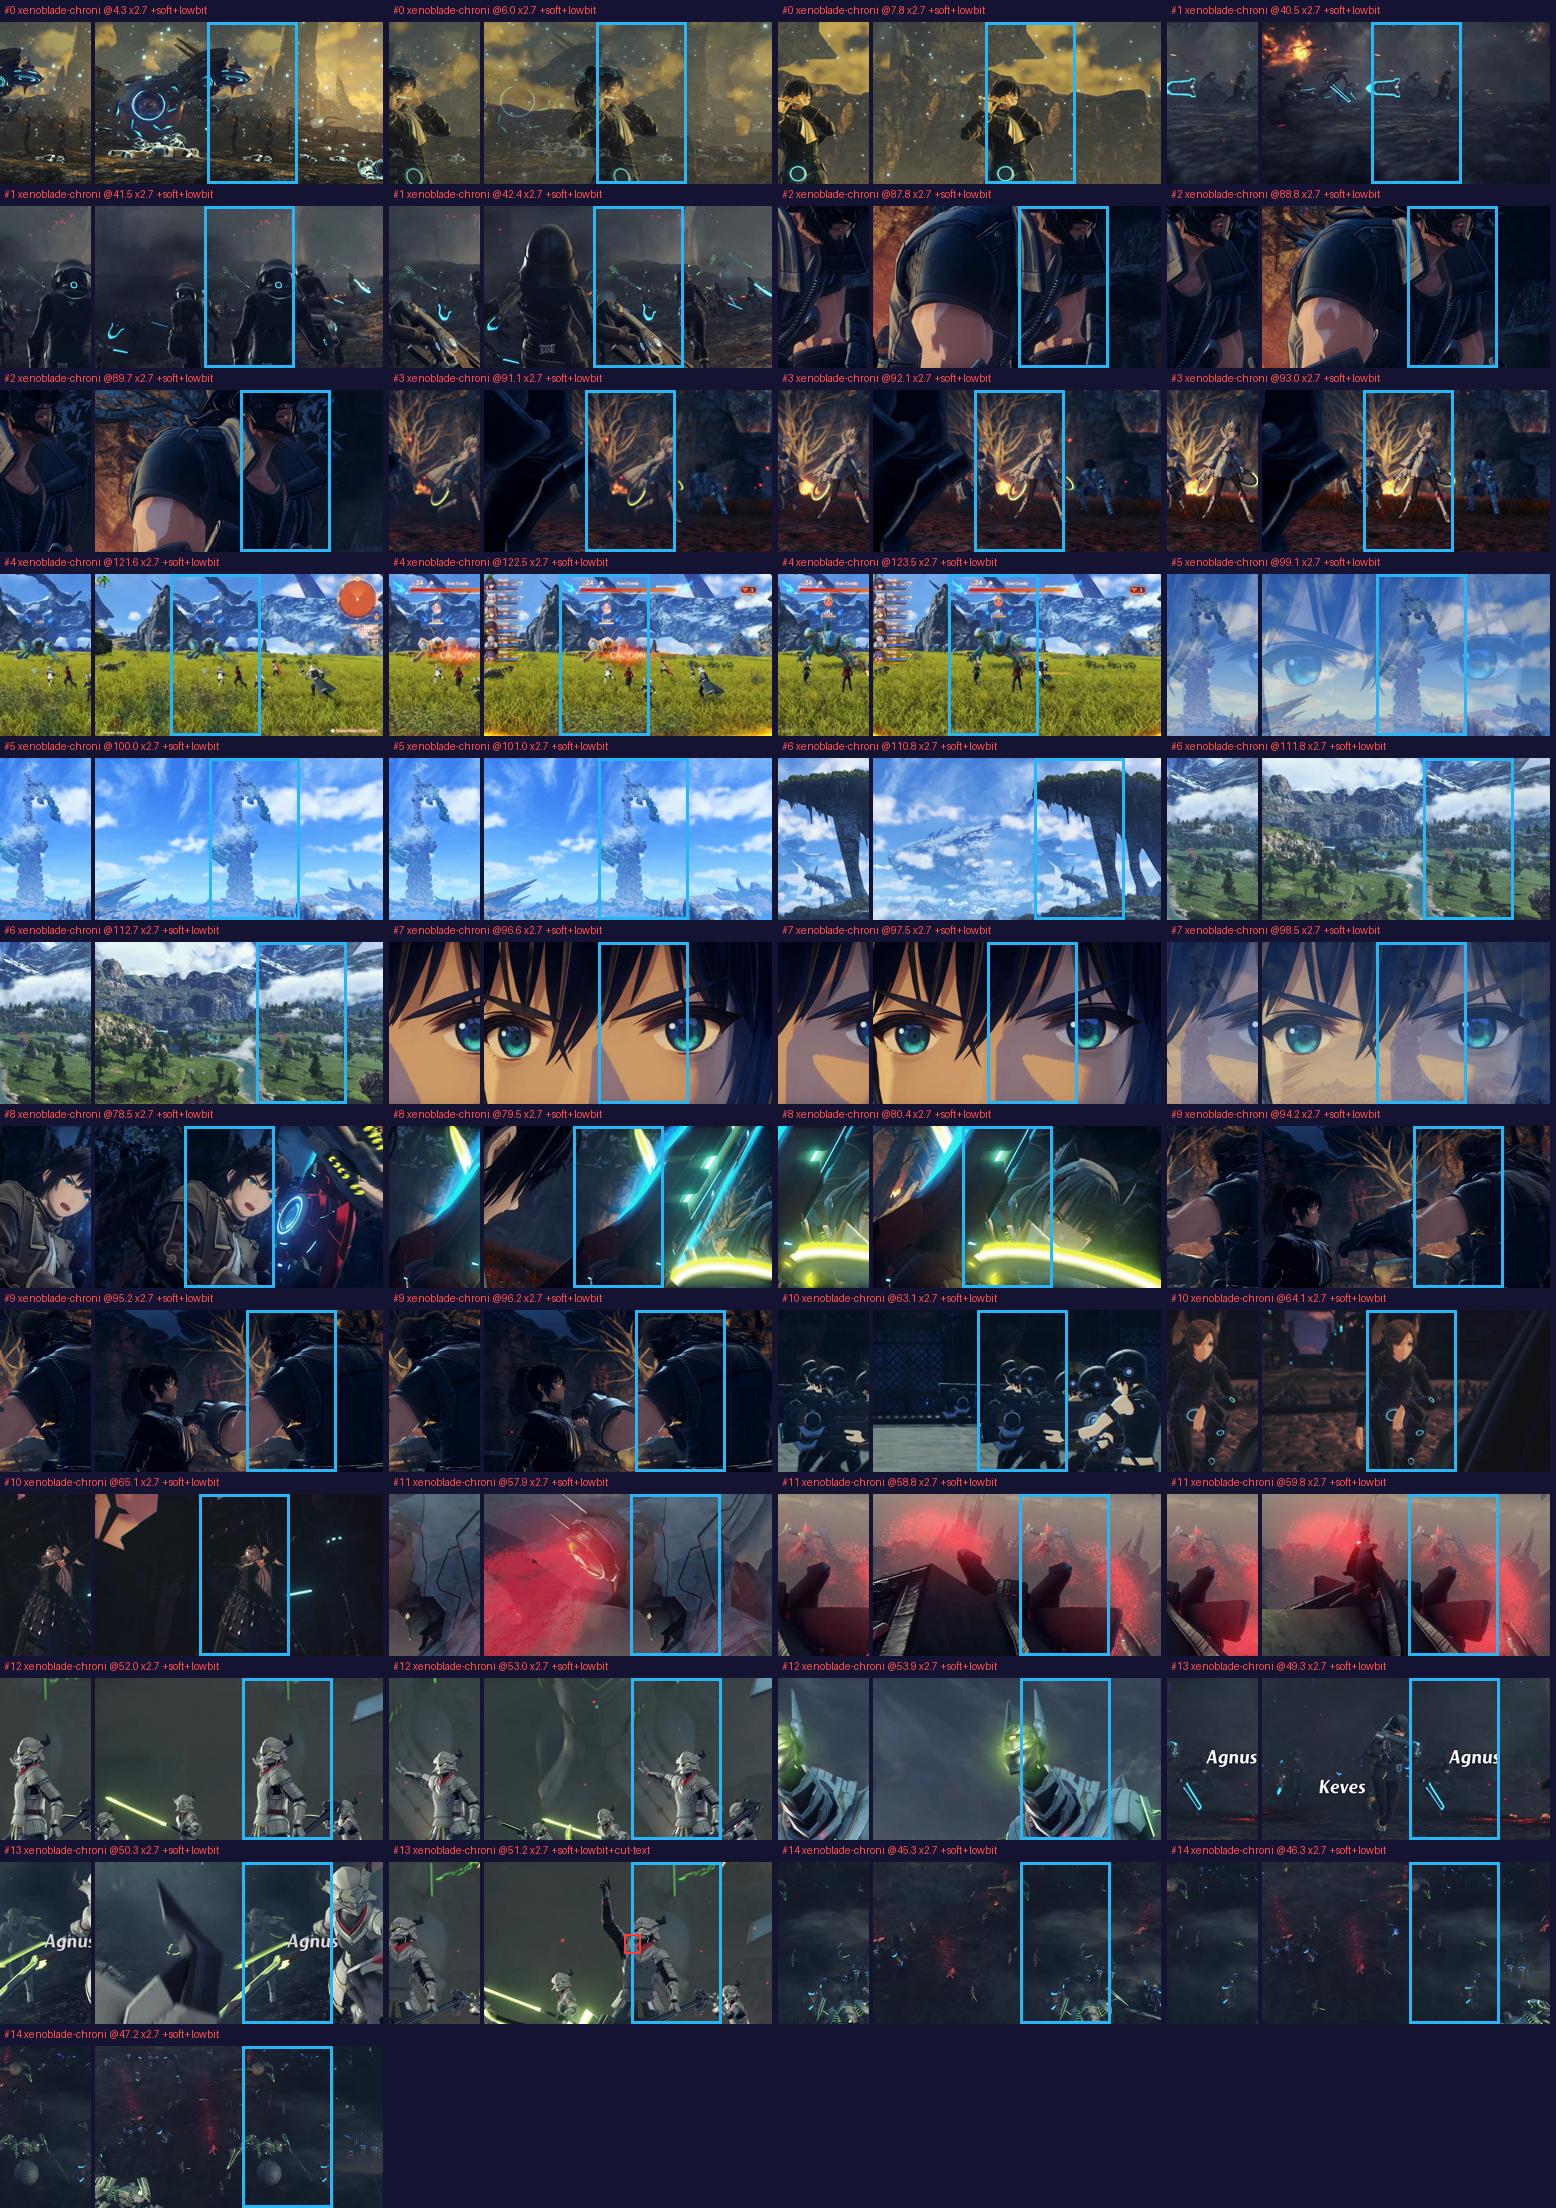 #0 xenoblade-chroni @4.3 x2.7 +soft+lowbit
#0 xenoblade-chroni @6.0 x2.7 +soft+lowbit
#0 xenoblade-chroni @7.8 x2.7 +soft+lowbit
#1 xenoblade-chroni @40.5 x2.7 +soft+lowbit
#1 xenoblade-chroni @41.5 x2.7 +soft+lowbit
#1 xenoblade-chroni @42.4 x2.7 +soft+lowbit
#2 xenoblade-chroni @87.8 x2.7 +soft+lowbit
#2 xenoblade-chroni @88.8 x2.7 +soft+lowbit
#2 xenoblade-chroni @89.7 x2.7 +soft+lowbit
#3 xenoblade-chroni @91.1 x2.7 +soft+lowbit
#3 xenoblade-chroni @92.1 x2.7 +soft+lowbit
#3 xenoblade-chroni @93.0 x2.7 +soft+lowbit
#4 xenoblade-chroni @121.6 x2.7 +soft+lowbit
#4 xenoblade-chroni @122.5 x2.7 +soft+lowbit
#4 xenoblade-chroni @123.5 x2.7 +soft+lowbit
#5 xenoblade-chroni @99.1 x2.7 +soft+lowbit
CAUTION
CAUTION
#5 xenoblade-chroni @100.0 x2.7 +soft+lowbit
#5 xenoblade-chroni @101.0 x2.7 +soft+lowbit
#6 xenoblade-chroni @110.8 x2.7 +soft+lowbit
#6 xenoblade-chroni @111.8 x2.7 +soft+lowbit
#6 xenoblade-chroni @112.7 x2.7 +soft+lowbit
#7 xenoblade-chroni @96.6 x2.7 +soft+lowbit
#7 xenoblade-chroni @97.5 x2.7 +soft+lowbit
#7 xenoblade-chroni @98.5 x2.7 +soft+lowbit
#8 xenoblade-chroni @78.5 x2.7 +soft+lowbit
#8 xenoblade-chroni @79.5 x2.7 +soft+lowbit
#8 xenoblade-chroni @80.4 x2.7 +soft+lowbit
#9 xenoblade-chroni @94.2 x2.7 +soft+lowbit
#9 xenoblade-chroni @95.2 x2.7 +soft+lowbit
#9 xenoblade-chroni @96.2 x2.7 +soft+lowbit
#10 xenoblade-chroni @63.1 x2.7 +soft+lowbit
#10 xenoblade-chroni @64.1 x2.7 +soft+lowbit
#10 xenoblade-chroni @65.1 x2.7 +soft+lowbit
#11 xenoblade-chroni @57.9 x2.7 +soft+lowbit
#11 xenoblade-chroni @58.8 x2.7 +soft+lowbit
#11 xenoblade-chroni @59.8 x2.7 +soft+lowbit
#12 xenoblade-chroni @52.0 x2.7 +soft+lowbit
#12 xenoblade-chroni @53.0 x2.7 +soft+lowbit
#12 xenoblade-chroni @53.9 x2.7 +soft+lowbit
#13 xenoblade-chroni @49.3 x2.7 +soft+lowbit
Agnus
Keves
Agnus
#13 xenoblade-chroni @50.3 x2.7 +soft+lowbit
#13 xenoblade-chroni @51.2 x2.7 +soft+lowbit+cut-text
#14 xenoblade-chroni @45.3 x2.7 +soft+lowbit
#14 xenoblade-chroni @46.3 x2.7 +soft+lowbit
Agnus
Agnus
#14 xenoblade-chroni @47.2 x2.7 +soft+lowbit